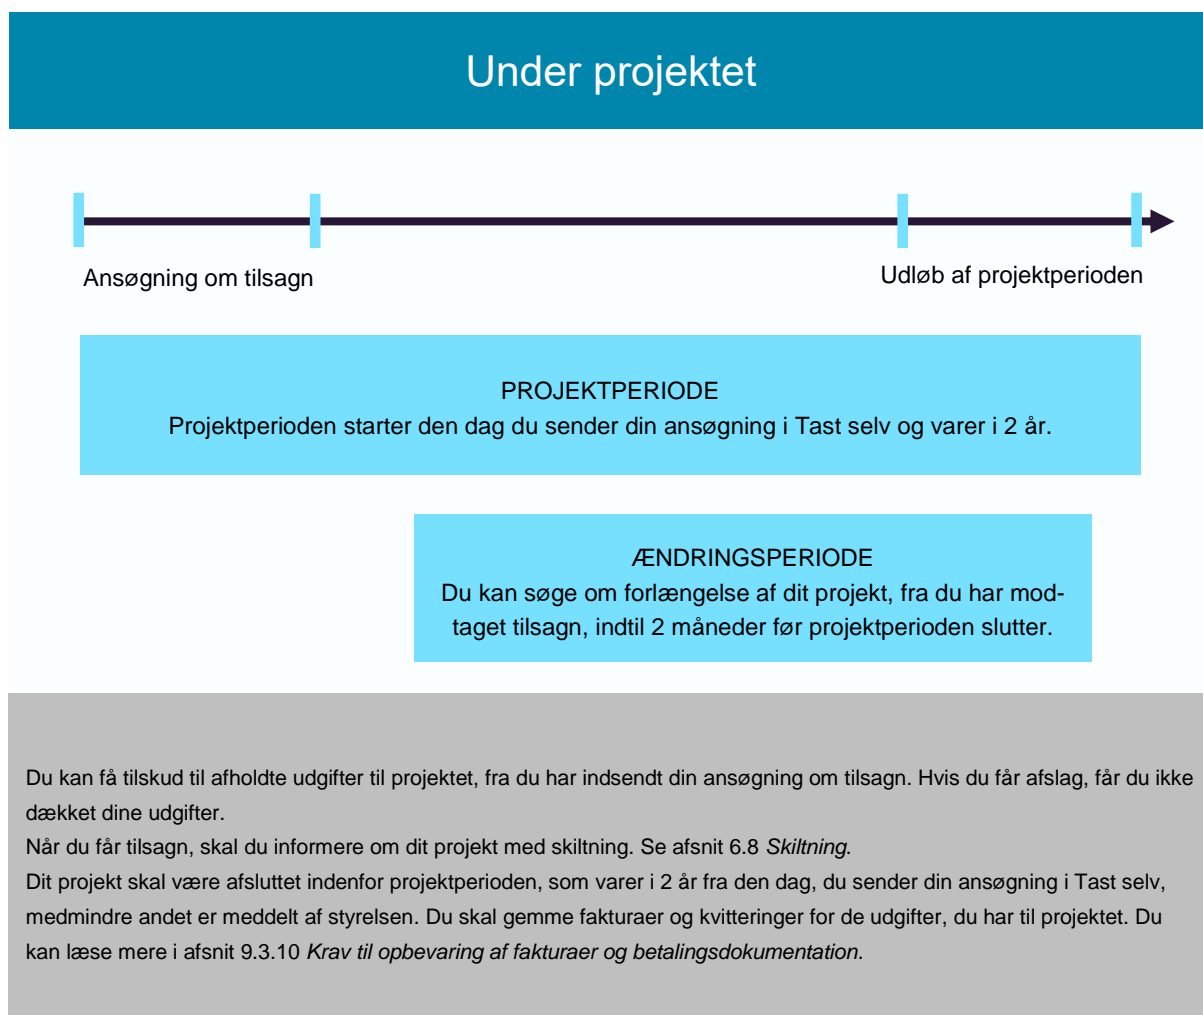 Under projektet
Ansøgning om tilsagn
Udløb af projektperioden
PROJEKTPERIODE
Projektperioden starter den dag du sender din ansøgning i Tast selv og varer i 2 år.
ÆNDRINGSPERIODE
Du kan søge om forlængelse af dit projekt, fra du har mod-
taget tilsagn, indtil 2 måneder før projektperioden slutter.
Du kan få tilskud til afholdte udgifter til projektet, fra du har indsendt din ansøgning om tilsagn. Hvis du får afslag, får du ikke
dækket dine udgifter.
Når du får tilsagn, skal du informere om dit projekt med skiltning. Se afsnit 6.8 Skiltning.
Dit projekt skal være afsluttet indenfor projektperioden, som varer i 2 år fra den dag, du sender din ansøgning i Tast selv,
medmindre andet er meddelt af styrelsen. Du skal gemme fakturaer og kvitteringer for de udgifter, du har til projektet. Du
kan læse mere i afsnit 9.3.10 Krav til opbevaring af fakturaer og betalingsdokumentation.